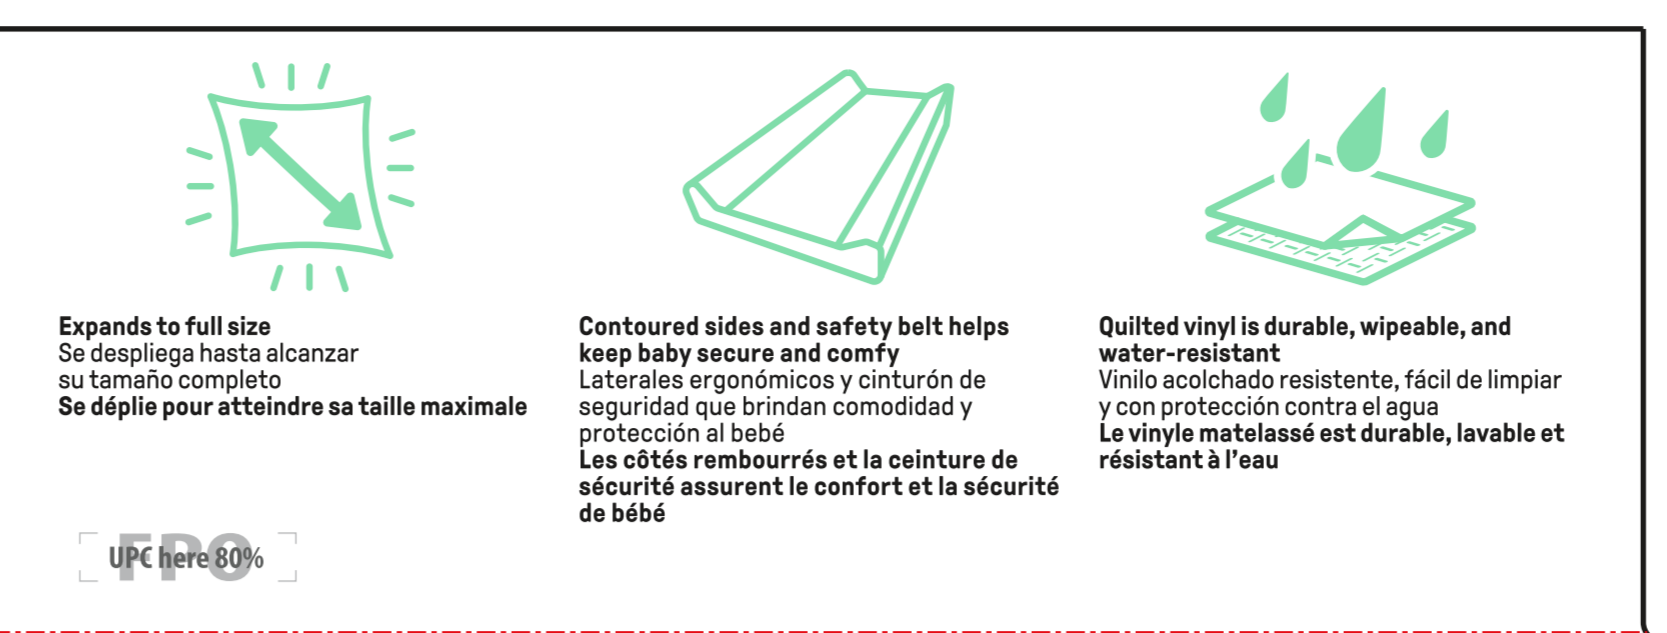 Expands to full size
Se despliega hasta alcanzar
su tamaño completo
Se déplie pour atteindre sa taille maximale
Contoured sides and safety belt helps
keep baby secure and comfy
Laterales ergonómicos y cinturón de
seguridad que brindan comodidad y
protección al bebé
Les côtés rembourrés et la ceinture de
sécurité assurent le confort et la sécurité
de bébé
Quilted vinyl is durable, wipeable, and
water-resistant
Vinilo acolchado resistente, fácil de limpiar
y con protección contra el agua
Le vinyle matelassé est durable, lavable et
résistant à l’eau
FPO
UPC here 80%